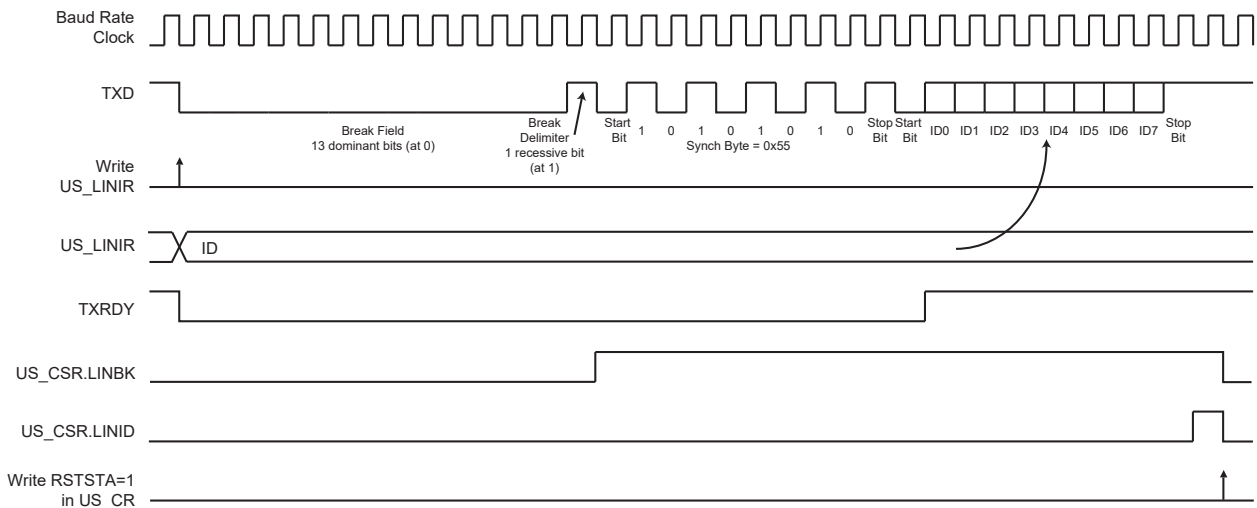 Baud Rate
Clock
TXD
Break Field
13 dominant bits (at 0)
Break
Delimiter
1 recessive bit
(at 1)
Start
Bit
1 0 1 0 1 0 1 0
Synch Byte = 0x55
Stop
Bit
Start
Bit
ID0 ID1 ID2 ID3 ID4 ID5 ID6 ID7
Stop
Bit
Write
US_LINIR
US_LINIR
ID
TXRDY
US_CSR.LINBK
US_CSR.LINID
Write RSTSTA=1
in US_CR